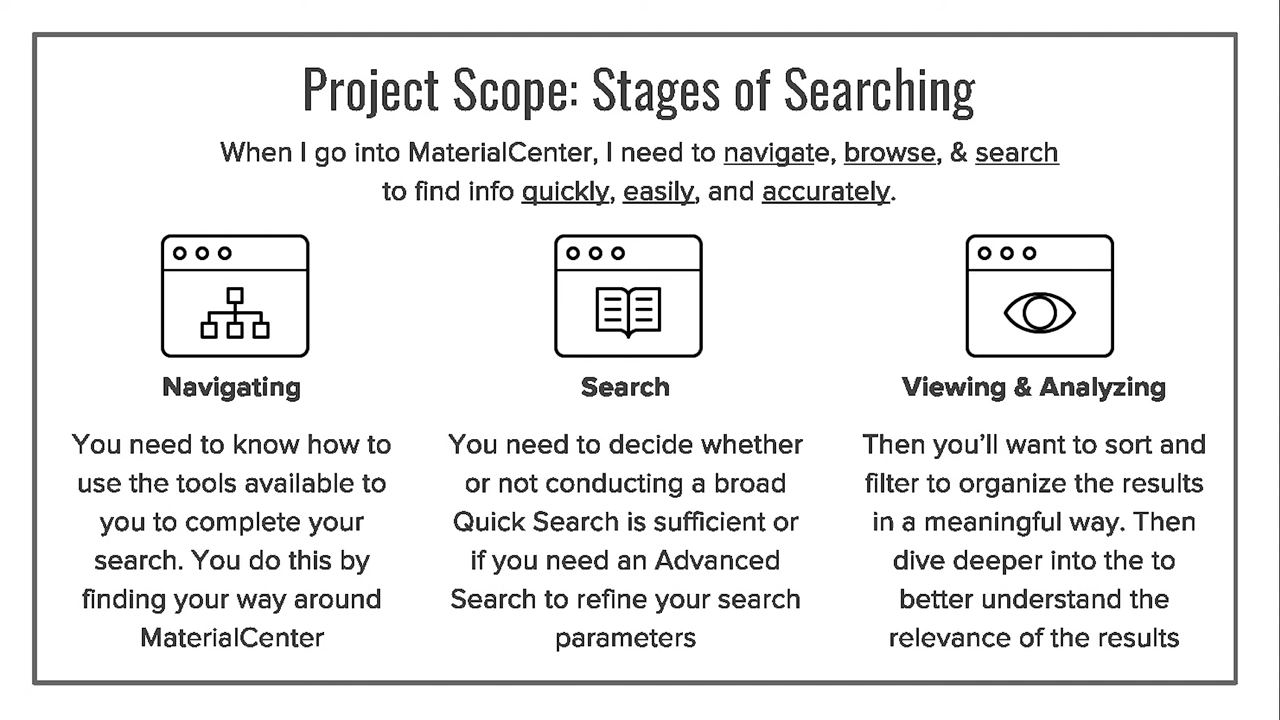 Project Scope: Stages of Searching
When I go into MaterialCenter, I need to navigate, browse, & search
to find info quickly, easily, and accurately.
Navigating
You need to know how to
use the tools available to
you to complete your
search. You do this by
finding your way around
MaterialCenter
Search
You need to decide whether
or not conducting a broad
Quick Search is sufficient or
if you need an Advanced
Search to refine your search
parameters
Viewing & Analyzing
Then you'll want to sort and
filter to organize the results
in a meaningful way. Then
dive deeper into the to
better understand the
relevance of the results